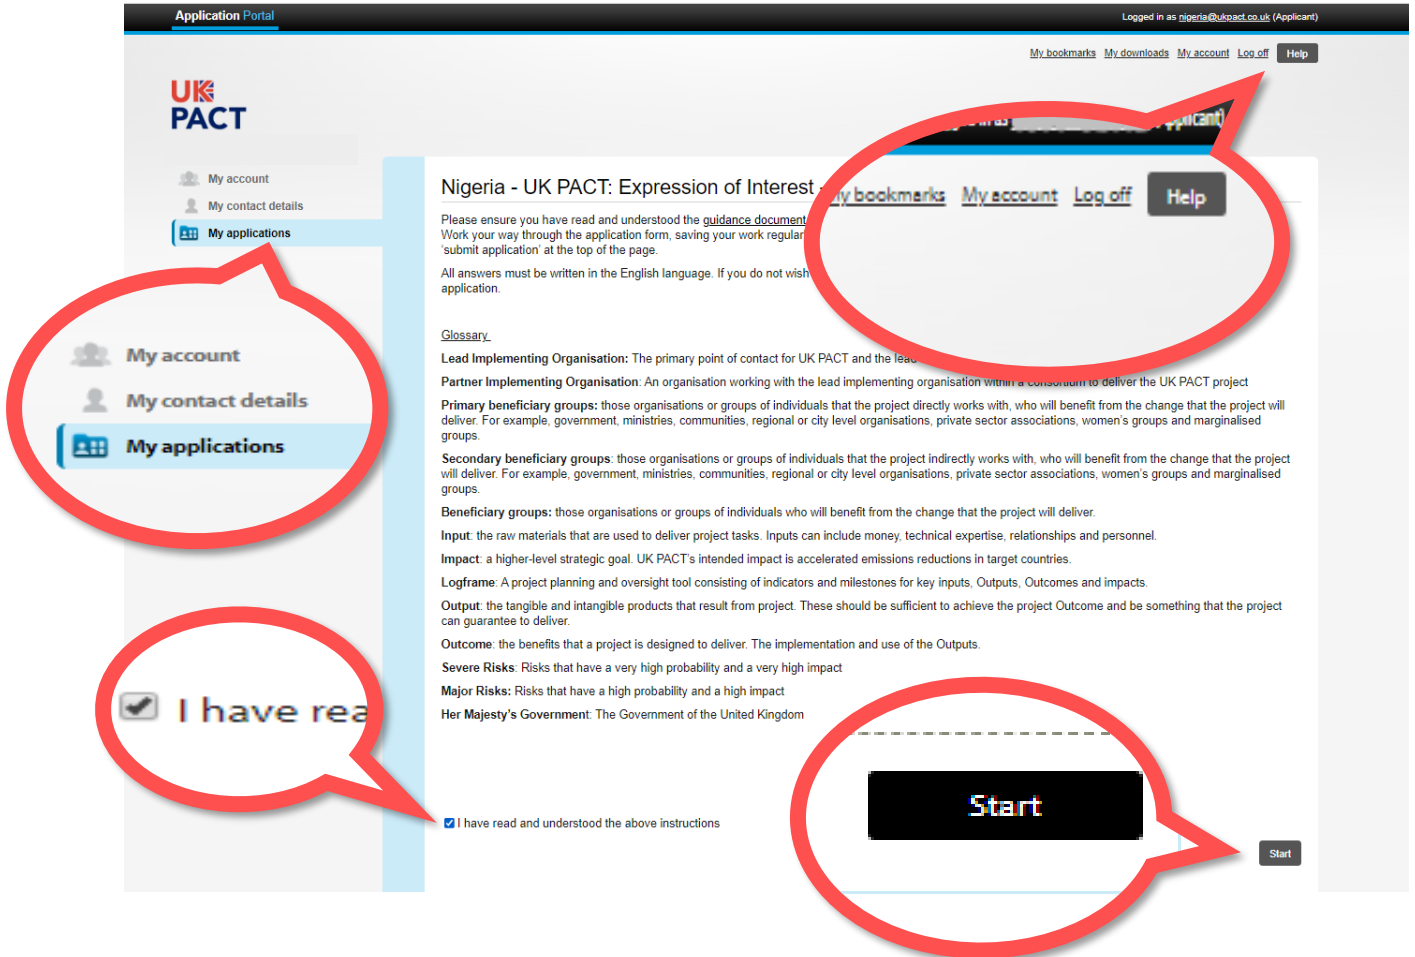 Application Portal
Logged in as nigeria@ukpact.co.uk (Applicant)
My bookmarks My downloads My account Log off Help
UK
PACT
in as Applicant)
My bookmarks My account Log off Help
My account
My contact details
My applications
Nigeria - UK PACT: Expression of Interest -
Please ensure you have read and understood the guidance document
Work your way through the application form, saving your work regular
'submit application' at the top of the page.
All answers must be written in the English language. If you do not wish
application.
My account
My contact details
My applications
Glossary
Lead Implementing Organisation: The primary point of contact for UK PACT and the lead
Partner Implementing Organisation: An organisation working with the lead implementing organisation within a consortium to deliver the UK PACT project
Primary beneficiary groups: those organisations or groups of individuals that the project directly works with, who will benefit from the change that the project will
deliver. For example, government, ministries, communities, regional or city level organisations, private sector associations, women's groups and marginalised
groups.
Secondary beneficiary groups: those organisations or groups of individuals that the project indirectly works with, who will benefit from the change that the project
will deliver. For example, government, ministries, communities, regional or city level organisations, private sector associations, women's groups and marginalised
groups.
Beneficiary groups: those organisations or groups of individuals who will benefit from the change that the project will deliver.
Input: the raw materials that are used to deliver project tasks. Inputs can include money, technical expertise, relationships and personnel.
Impact: a higher-level strategic goal. UK PACT's intended impact is accelerated emissions reductions in target countries.
Logframe: A project planning and oversight tool consisting of indicators and milestones for key inputs, Outputs, Outcomes and impacts.
Output: the tangible and intangible products that result from project. These should be sufficient to achieve the project Outcome and be something that the project
can guarantee to deliver.
Outcome: the benefits that a project is designed to deliver. The implementation and use of the Outputs.
Severe Risks: Risks that have a very high probability and a very high impact
Major Risks: Risks that have a high probability and a high impact
Her Majesty's Government: The Government of the United Kingdom
I have rea
Start
I have read and understood the above instructions
Start